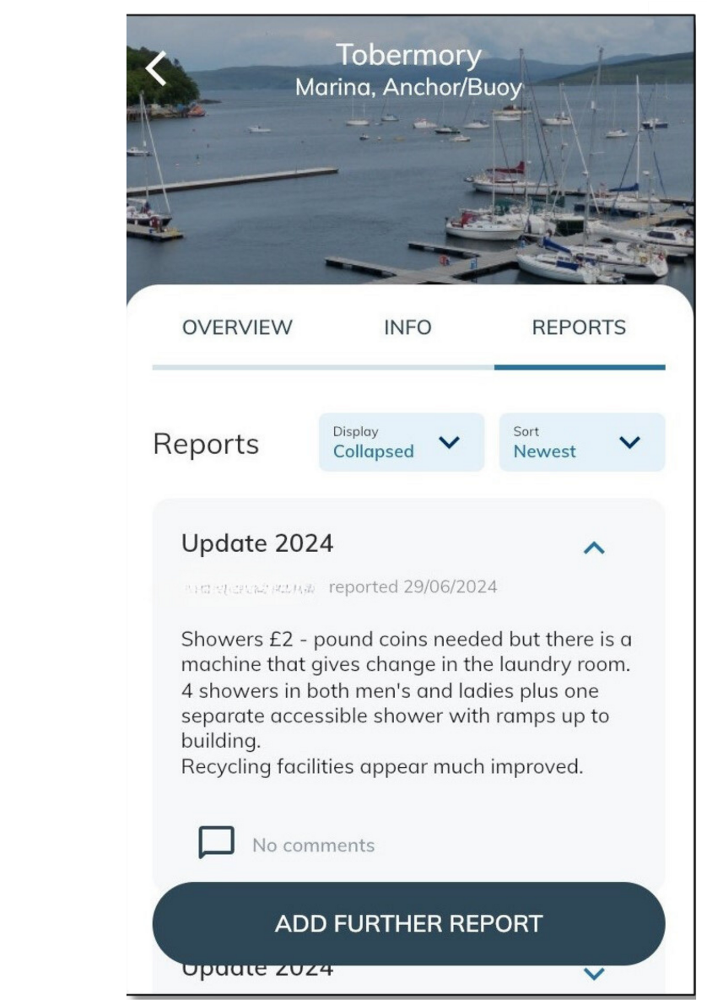 Tobermory
Marina, Anchor/Buoy
OVERVIEW INFO REPORTS
Reports
Display
Collapsed
Sort
Newest
Update 2024
reported 29/06/2024
Showers £2 - pound coins needed but there is a
machine that gives change in the laundry room.
4 showers in both men's and ladies plus one
separate accessible shower with ramps up to
building.
Recycling facilities appear much improved.
No comments
ADD FURTHER REPORT
Update 2024